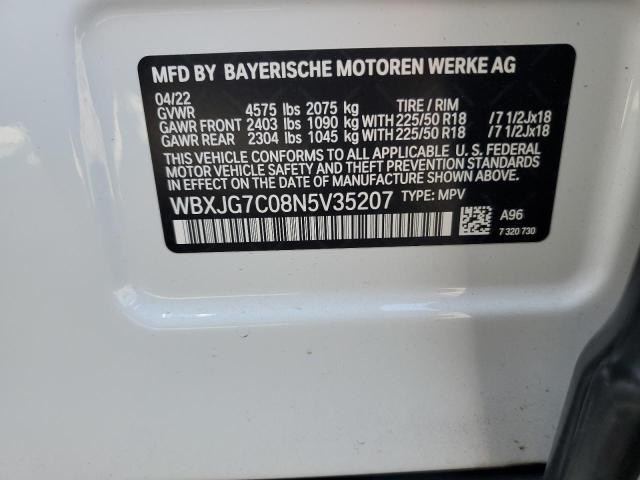 MFD BY BAYERISCHE MOTOREN WERKE AG
04/22
GVWR 4575 lbs 2075 kg TIRE / RIM
GAWR FRONT 2403 lbs 1090 kg WITH 225/50 R18 /7 1/2Jx18
GAWR REAR 2304 lbs 1045 kg WITH 225/50 R18 /7 1/2Jx18
THIS VEHICLE CONFORMS TO ALL APPLICABLE U. S. FEDERAL
MOTOR VEHICLE SAFETY AND THEFT PREVENTION STANDARDS
IN EFFECT ON THE DATE OF MANUFACTURE SHOWN ABOVE.
WBXJG7C08N5V35207 TYPE: MPV
A96
7 320 730